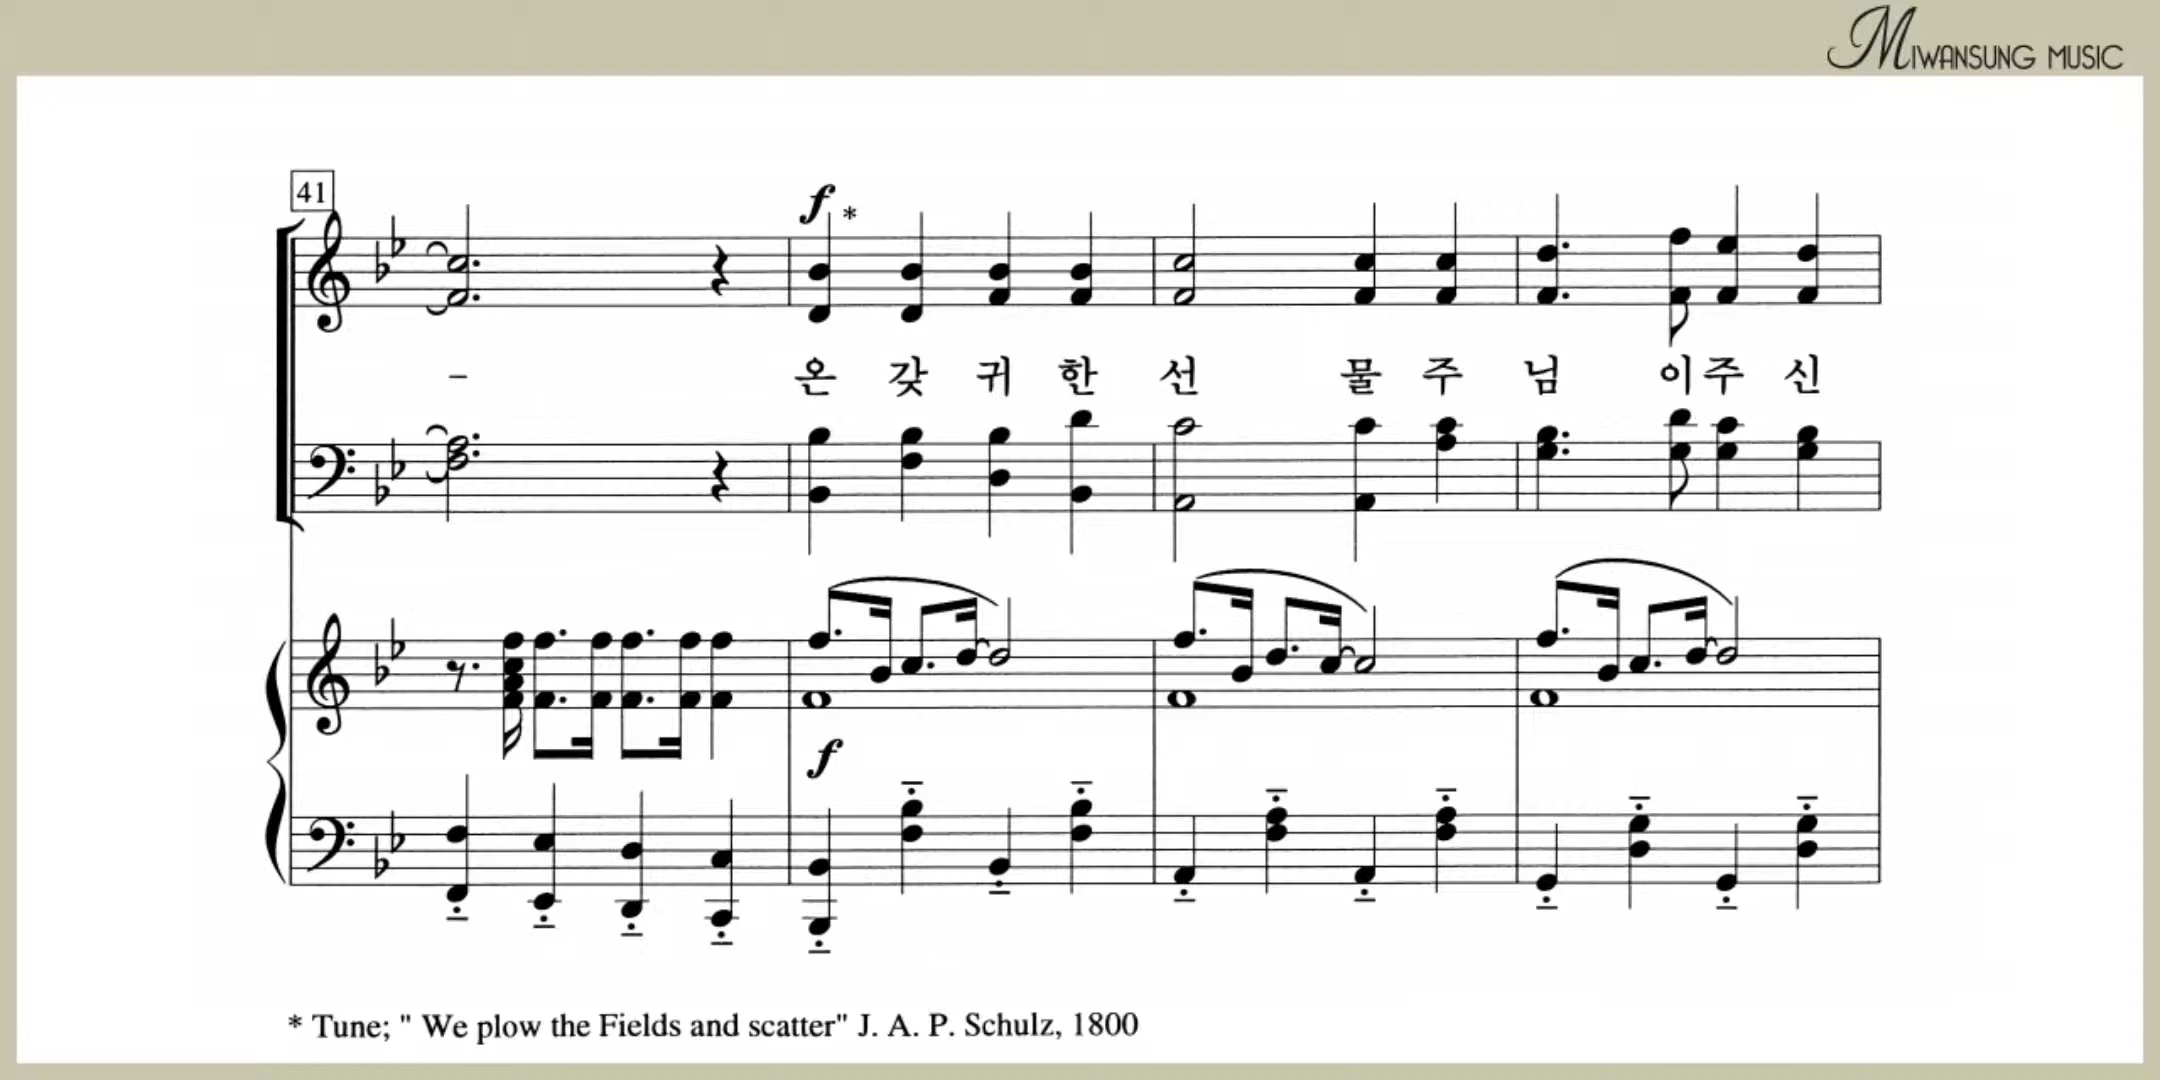 MIWANSUNG MUSIC
41
f *
– 온 갖 귀 한 선 물 주 님 이 주 신
f
* Tune; " We plow the Fields and scatter" J. A. P. Schulz, 1800